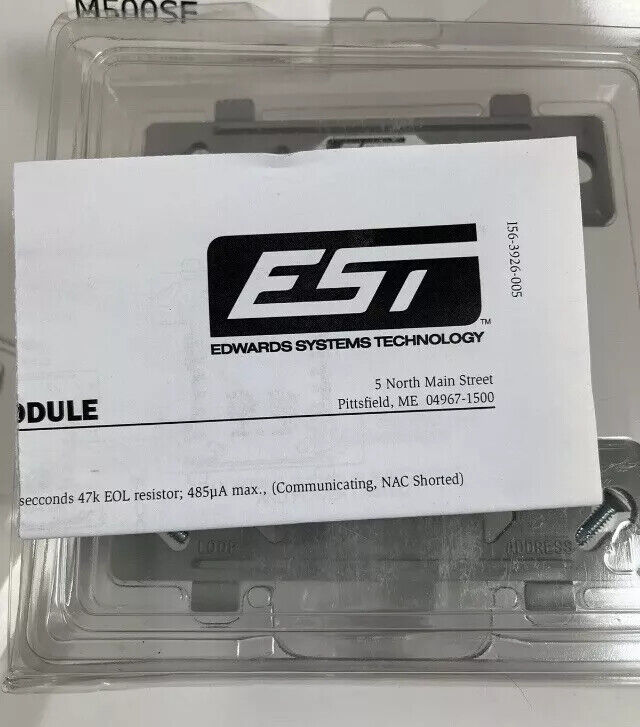 M500SF
EST
TM
EDWARDS SYSTEMS TECHNOLOGY
156-3926-005
5 North Main Street
Pittsfield, ME 04967-1500
ODULE
secconds 47k EOL resistor; 485µA max., (Communicating, NAC Shorted)
LOOP
ADDRESS